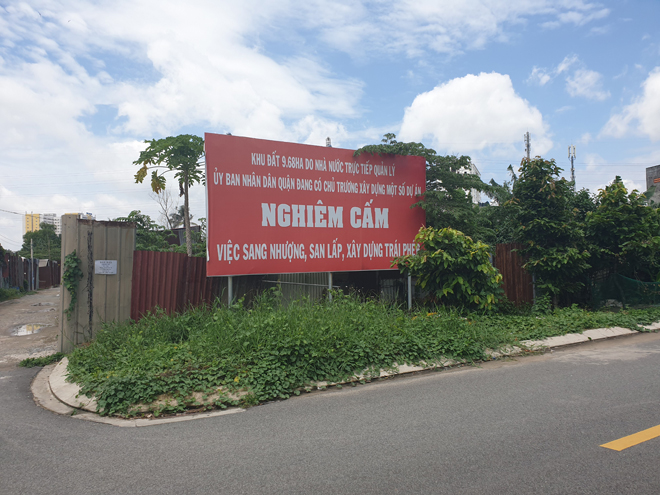 KHU ĐẤT 9.68HA DO NHÀ NƯỚC TRỰC TIẾP QUẢN LÝ
ỦY BAN NHÂN DÂN QUẬN ĐANG CÓ CHỦ TRƯƠNG XÂY DỰNG MỘT SỐ DỰ ÁN
NGHIÊM CẤM
VIỆC SANG NHƯỢNG, SAN LẤP, XÂY DỰNG TRÁI PHÉP